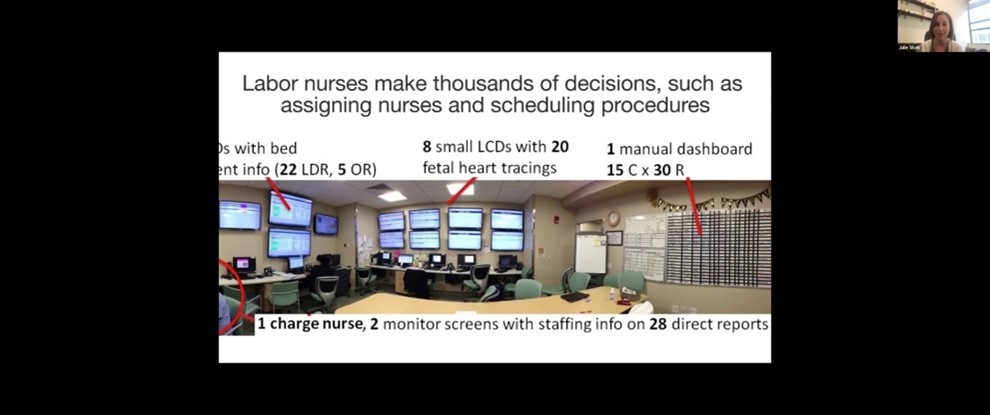 Labor nurses make thousands of decisions, such as
assigning nurses and scheduling procedures
Ds with bed
ent info (22 LDR, 5 OR)
8 small LCDs with 20
fetal heart tracings
1 manual dashboard
15 C x 30 R
1 charge nurse, 2 monitor screens with staffing info on 28 direct reports